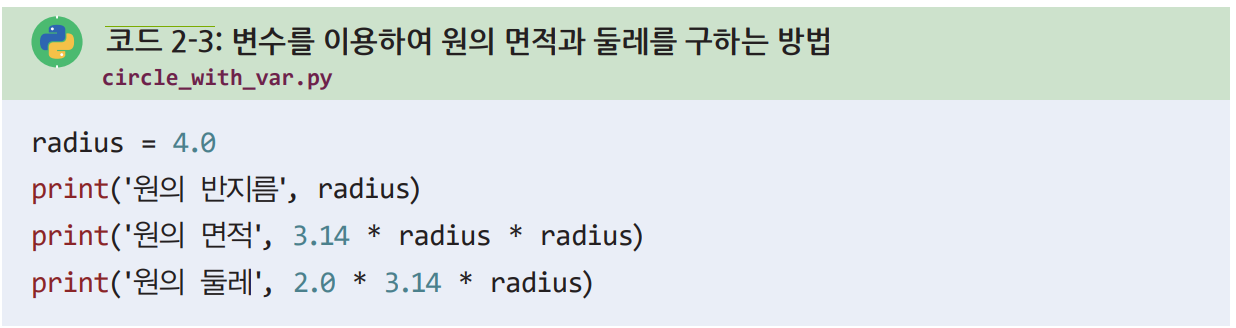 코드 2-3: 변수를 이용하여 원의 면적과 둘레를 구하는 방법
circle_with_var.py
radius = 4.0
print('원의 반지름', radius)
print('원의 면적', 3.14 * radius * radius)
print('원의 둘레', 2.0 * 3.14 * radius)